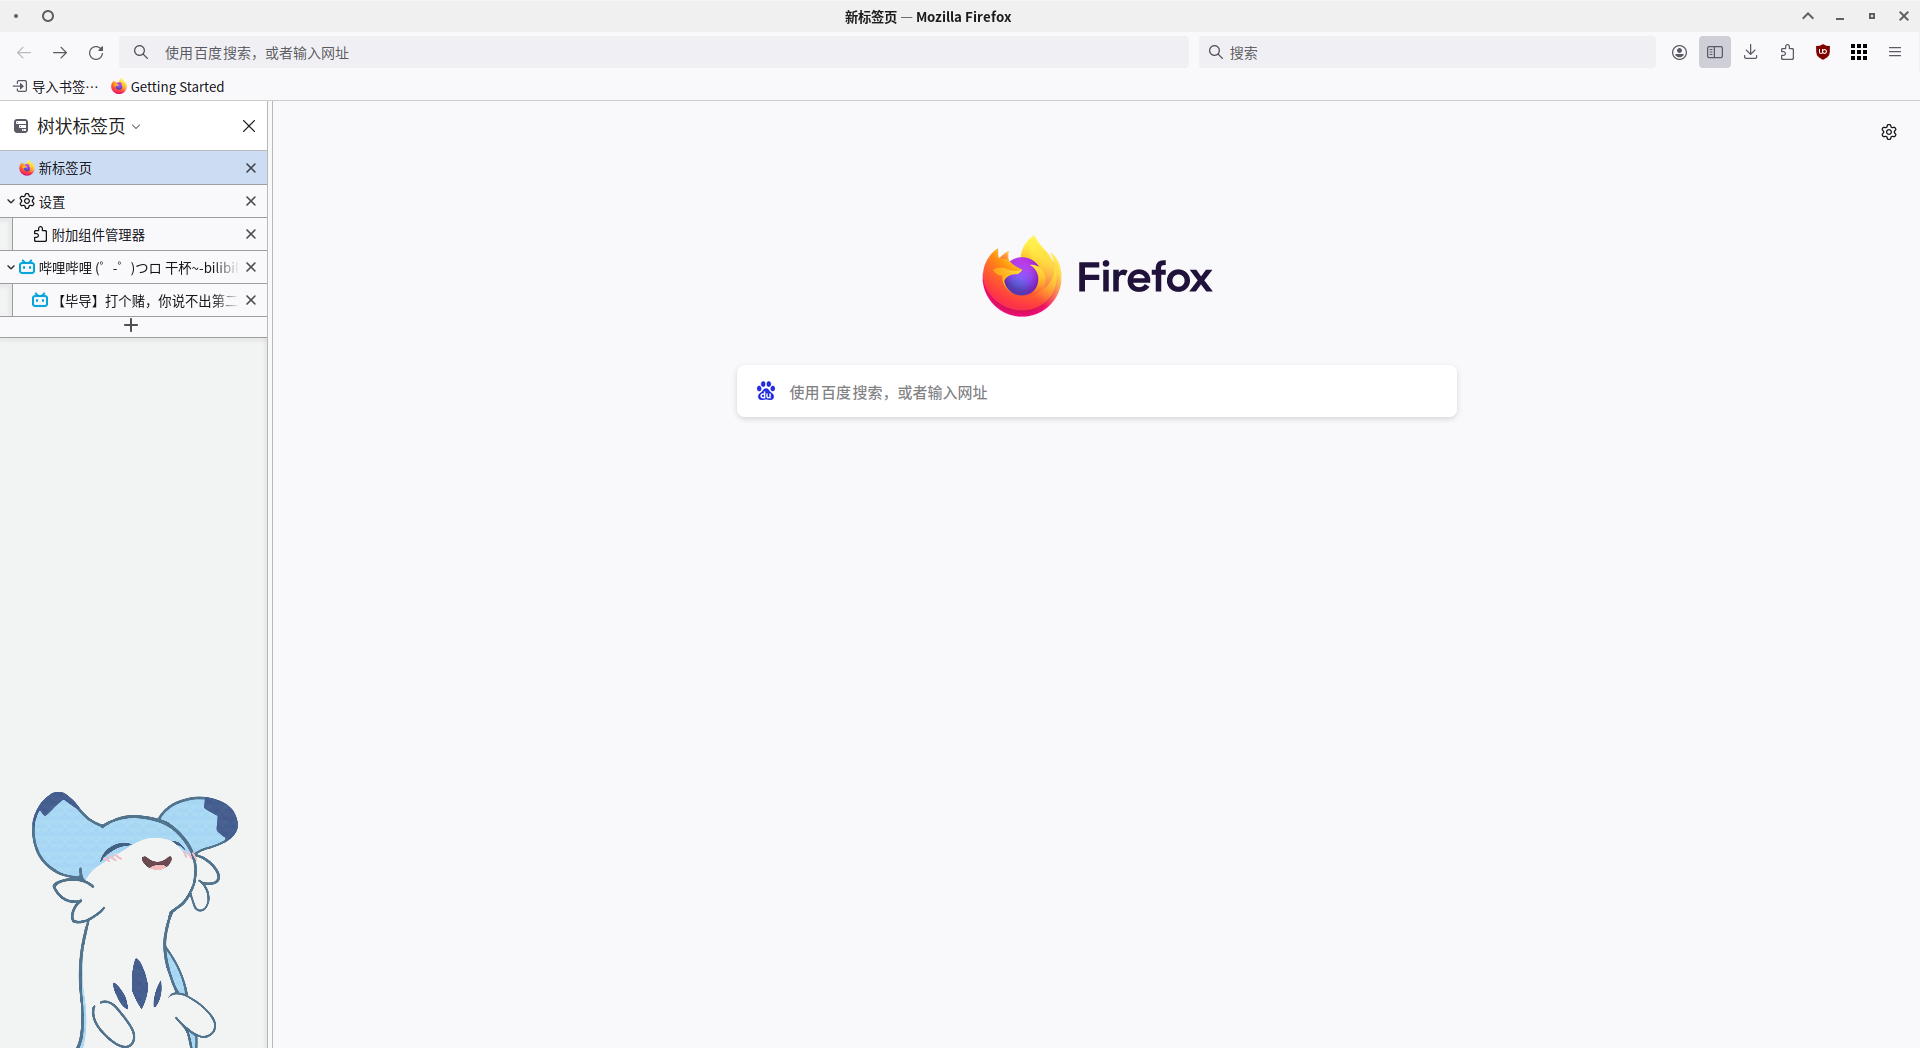 新标签页 — Mozilla Firefox
使用百度搜索，或者输入网址
搜索
导入书签…
Getting Started
树状标签页
新标签页
设置
附加组件管理器
哔哩哔哩 (゜-゜)つロ 干杯~-bilibi
【毕导】打个赌，你说不出第二
Firefox
du
使用百度搜索，或者输入网址